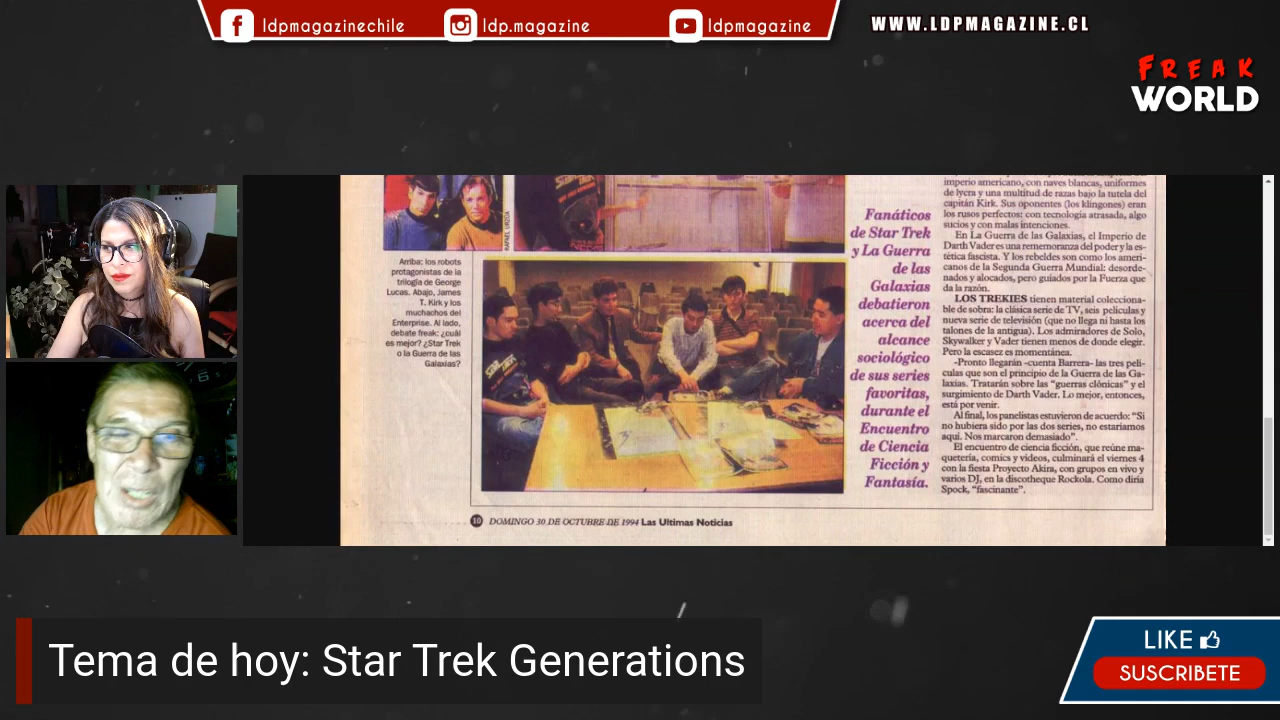 ldpmagazinechile
ldp.magazine
ldpmagazine
WWW.LDPMAGAZINE.CL
FREAK
WORLD
imperio americano, con naves blancas, uniformes
de lycra y una multitud de razas bajo la tutela del
capitán Kirk. Sus oponentes (los klingones) eran
los rusos perfectos: con tecnología atrasada, algo
sucios y con malas intenciones.
En La Guerra de las Galaxias, el Imperio de
Darth Vader es una rememoranza del poder y la es-
tética fascista. Y los rebeldes son como los ameri-
canos de la Segunda Guerra Mundial: desorde-
nados y alocados, pero guiados por la Fuerza que
da la razón.
LOS TREKIES tienen material colecciona-
ble de sobra: la clásica serie de TV, seis películas y
nueva serie de televisión (que no llega ni hasta los
talones de la antigua). Los admiradores de Solo,
Skywalker y Vader tienen menos de donde elegir.
Pero la escasez es momentánea.
-Pronto llegarán -cuenta Barrera- las tres pelí-
culas que son el principio de la Guerra de las Ga-
laxias. Tratarán sobre las "guerras clónicas" y el
surgimiento de Darth Vader. Lo mejor, entonces,
está por venir.
Al final, los panelistas estuvieron de acuerdo: "Si
no hubiera sido por las dos series, no estaríamos
aquí. Nos marcaron demasiado".
El encuentro de ciencia ficción, que reúne ma-
quetería, comics y videos, culminará el viernes 4
con la fiesta Proyecto Akira, con grupos en vivo y
varios DJ, en la discotheque Rockola. Como diría
Spock, "fascinante".
Fanáticos
de Star Trek
y La Guerra
de las
Galaxias
debatieron
acerca del
alcance
sociológico
de sus series
favoritas,
durante el
Encuentro
de Ciencia
Ficción y
Fantasía.
Arriba: los robots
protagonistas de la
trilogía de George
Lucas. Abajo, James
T. Kirk y los
muchachos del
Enterprise. Al lado,
debate freak: ¿cuál
es mejor? ¿Star Trek
o la Guerra de las
Galaxias?
10 DOMINGO 30 DE OCTUBRE DE 1994 Las Ultimas Noticias
Tema de hoy: Star Trek Generations
LIKE
SUSCRIBETE